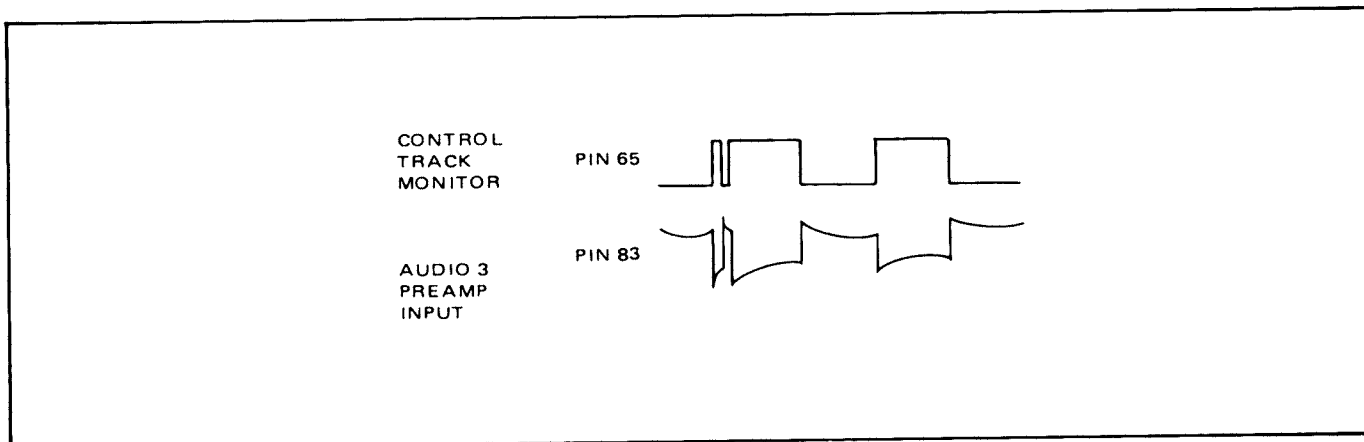 CONTROL
TRACK
MONITOR
PIN 65
AUDIO 3
PREAMP
INPUT
PIN 83